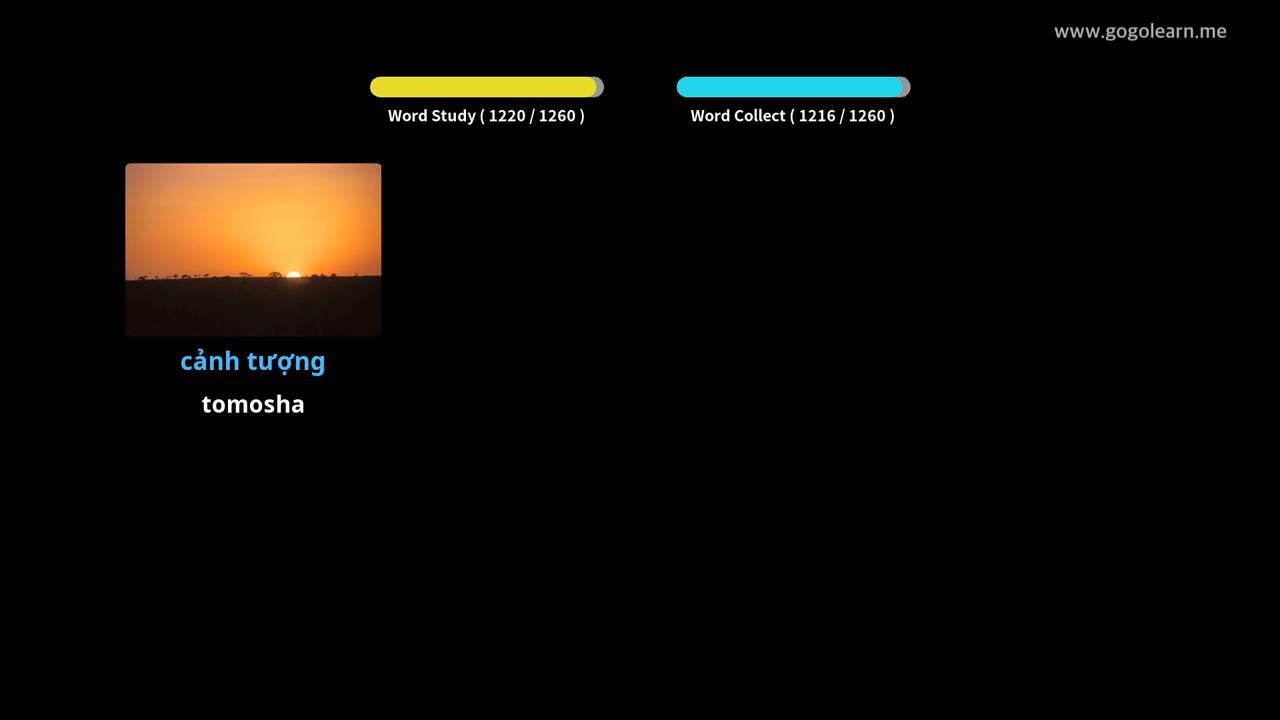 www.gogolearn.me
Word Study ( 1220 / 1260 )
Word Collect ( 1216 / 1260 )
cảnh tượng
tomosha